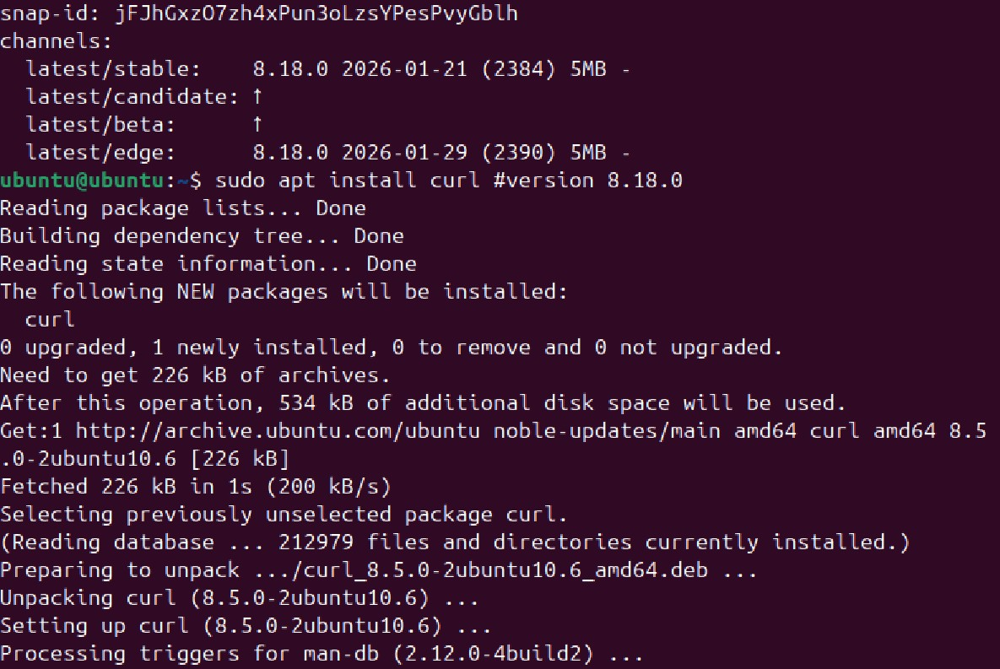 snap-id: jFJhGxzO7zh4xPun3oLzsYPesPvyGblh
channels:
  latest/stable:    8.18.0 2026-01-21 (2384) 5MB -
  latest/candidate: ↑
  latest/beta:      ↑
  latest/edge:      8.18.0 2026-01-29 (2390) 5MB -
ubuntu@ubuntu:~$ sudo apt install curl #version 8.18.0
Reading package lists... Done
Building dependency tree... Done
Reading state information... Done
The following NEW packages will be installed:
  curl
0 upgraded, 1 newly installed, 0 to remove and 0 not upgraded.
Need to get 226 kB of archives.
After this operation, 534 kB of additional disk space will be used.
Get:1 http://archive.ubuntu.com/ubuntu noble-updates/main amd64 curl amd64 8.5
.0-2ubuntu10.6 [226 kB]
Fetched 226 kB in 1s (200 kB/s)
Selecting previously unselected package curl.
(Reading database ... 212979 files and directories currently installed.)
Preparing to unpack .../curl_8.5.0-2ubuntu10.6_amd64.deb ...
Unpacking curl (8.5.0-2ubuntu10.6) ...
Setting up curl (8.5.0-2ubuntu10.6) ...
Processing triggers for man-db (2.12.0-4build2) ...